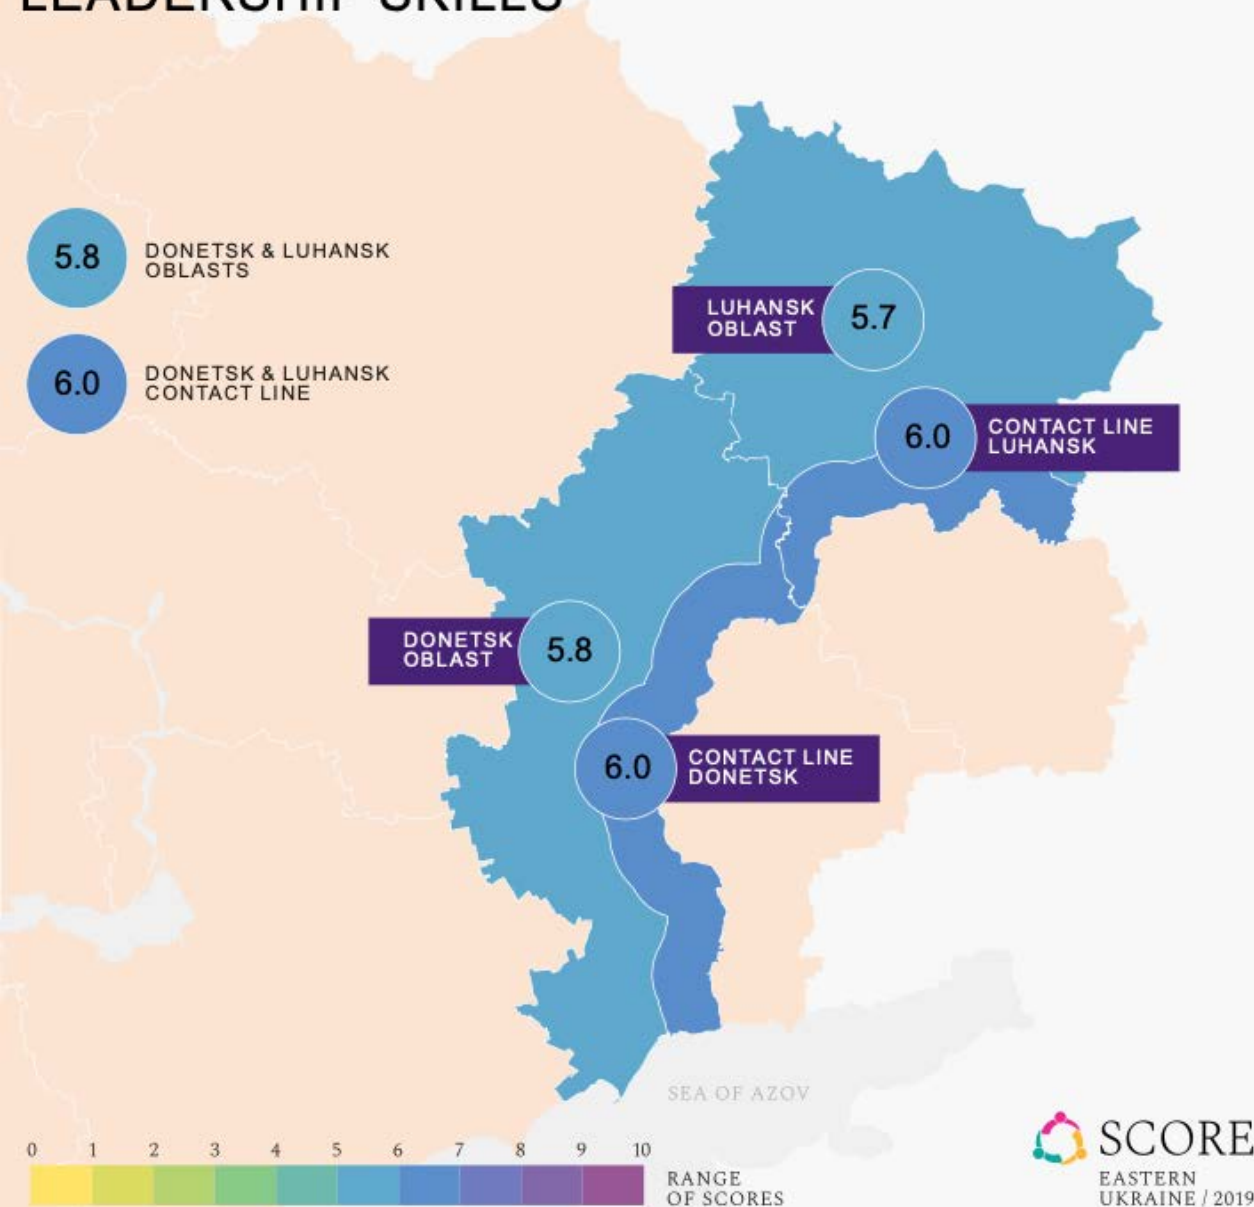 LEADERSHIP SKILLS
5.8
DONETSK & LUHANSK
OBLASTS
6.0
DONETSK & LUHANSK
CONTACT LINE
LUHANSK
OBLAST
5.7
6.0
CONTACT LINE
LUHANSK
DONETSK
OBLAST
5.8
6.0
CONTACT LINE
DONETSK
SEA OF AZOV
0 1 2 3 4 5 6 7 8 9 10
RANGE
OF SCORES
SCORE
EASTERN
UKRAINE / 2019